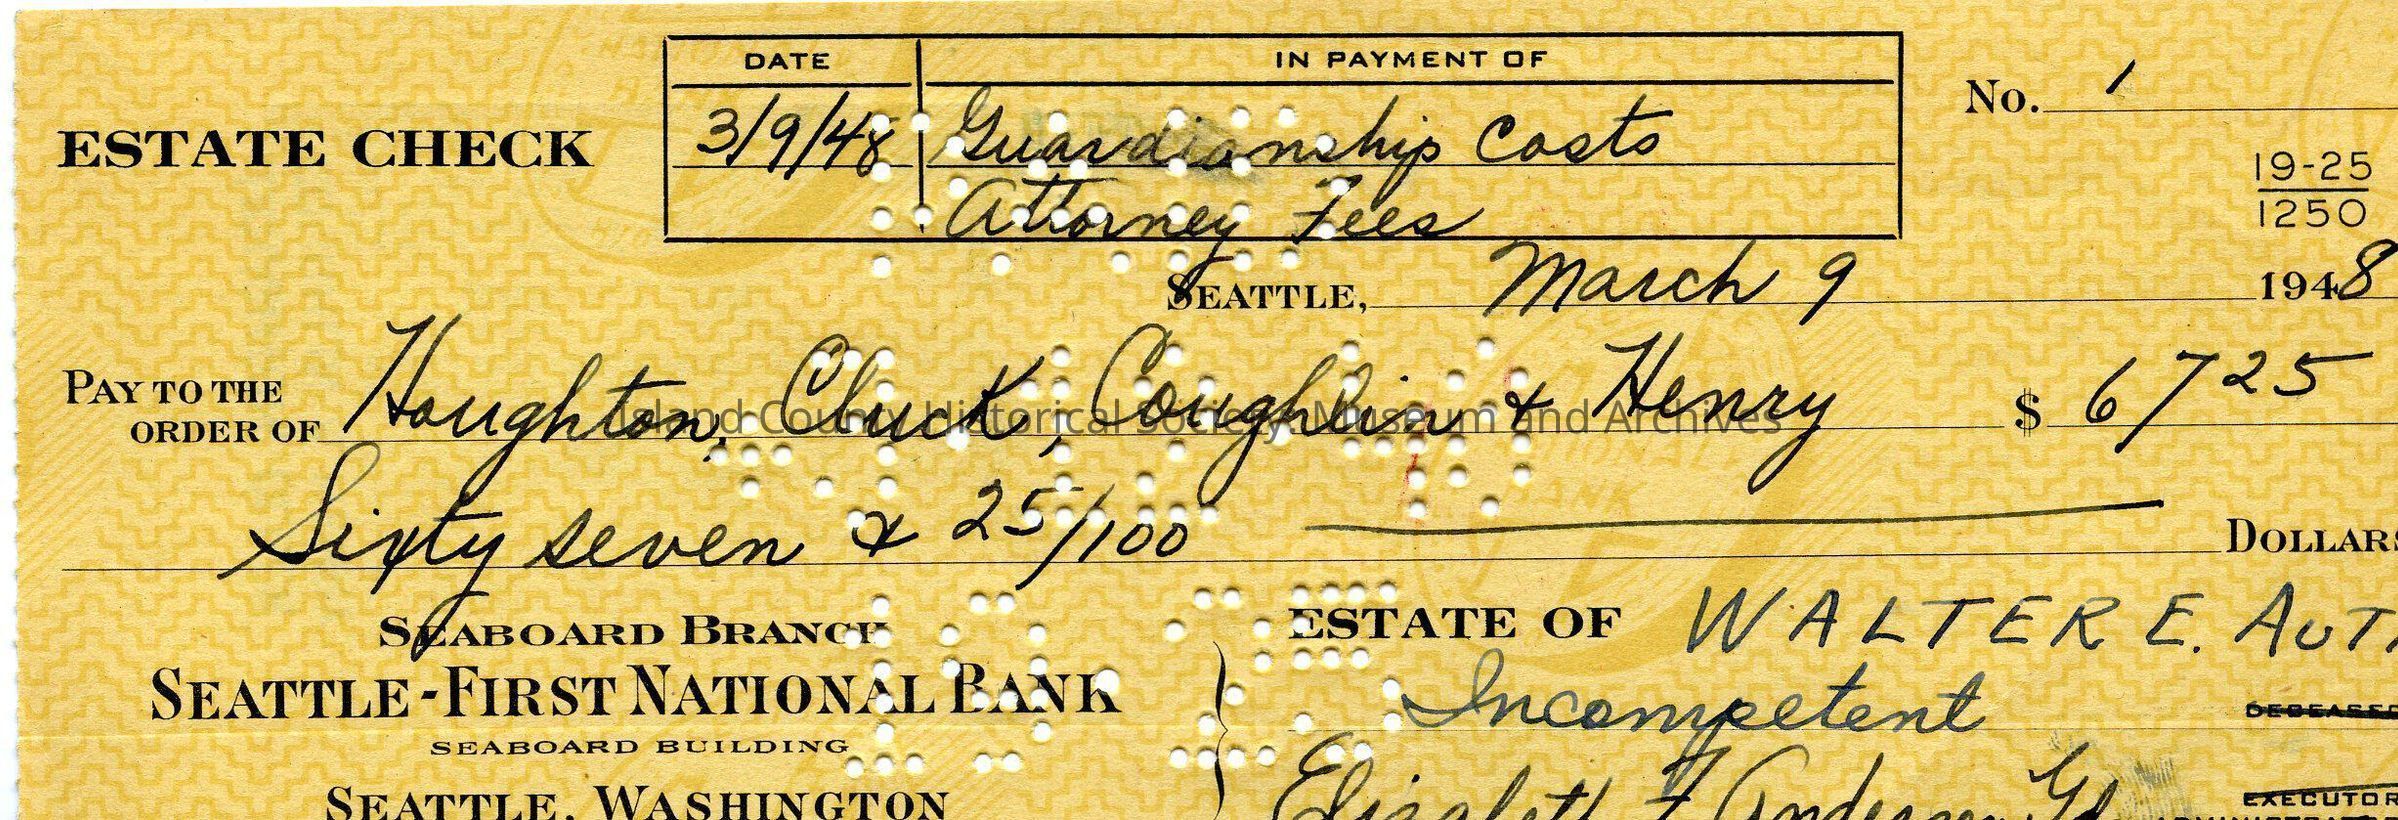 DATE IN PAYMENT OF
No. 1
ESTATE CHECK 3/9/48 Guardianship Costs
Attorney Fees
19-25
1250
SEATTLE, March 9 1948
PAY TO THE ORDER OF Houghton, Cluck, Coughlin & Henry $ 67 25
Island County Historical Society Museum and Archives
Sixty seven & 25/100 DOLLARS
SEABOARD BRANCH
ESTATE OF WALTER E.
SEATTLE-FIRST NATIONAL BANK
Incompetent
DECEASED
SEABOARD BUILDING
SEATTLE, WASHINGTON
Elizabeth F Anderson Gd
EXECUTOR